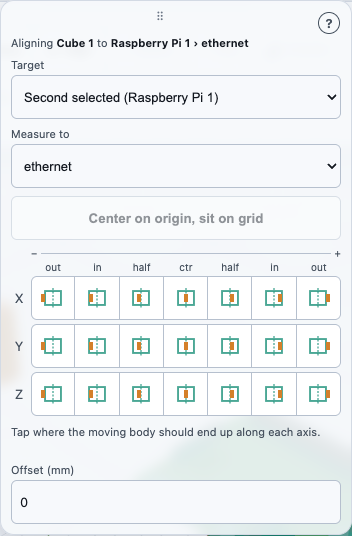 ?
Aligning Cube 1 to Raspberry Pi 1 › ethernet
Target
Second selected (Raspberry Pi 1)
Measure to
ethernet
Center on origin, sit on grid
− +
out in half ctr half in out
X
Y
Z
Tap where the moving body should end up along each axis.
Offset (mm)
0